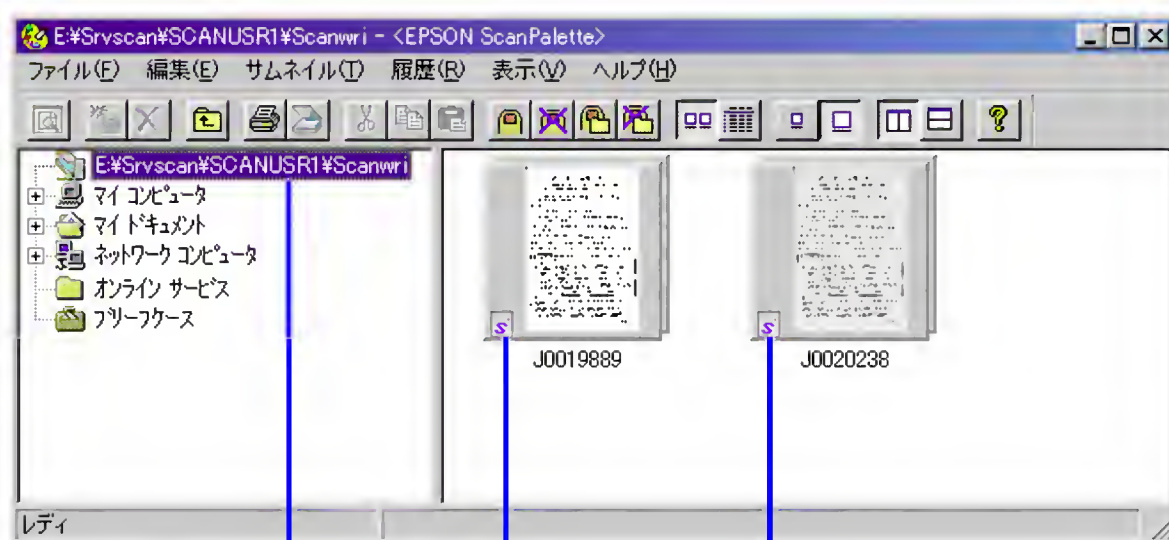 E:¥Srvscan¥SCANUSR1¥Scanwri - <EPSON ScanPalette>
ファイル(F) 編集(E) サムネイル(T) 履歴(R) 表示(V) ヘルプ(H)
E:¥Srvscan¥SCANUSR1¥Scanwri
マイ コンピュータ
マイ ドキュメント
ネットワーク コンピュータ
オンライン サービス
ブリーフケース
S
S
J0019889
J0020238
レディ